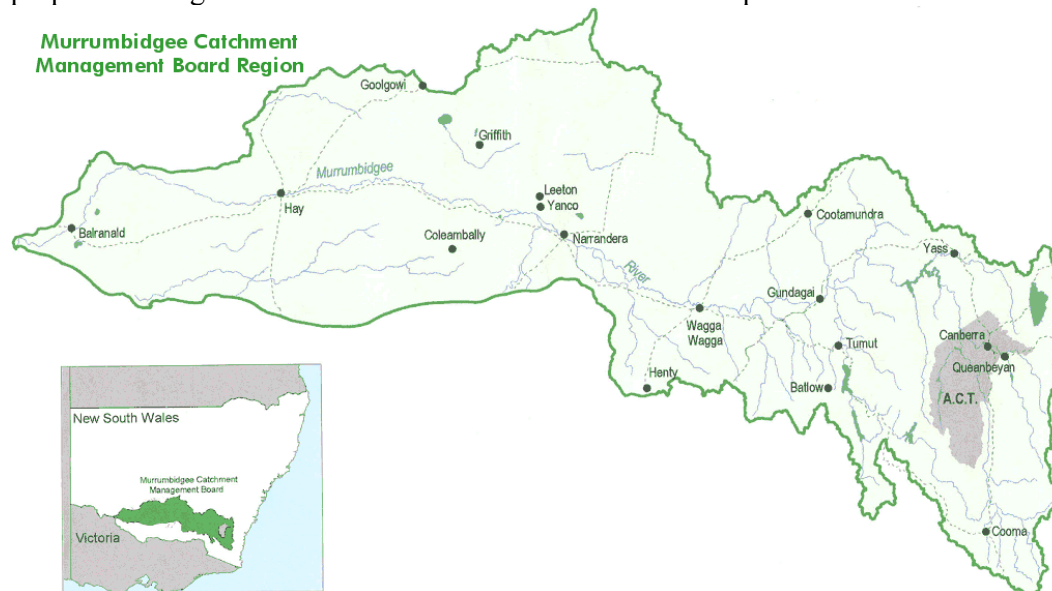 Murrumbidgee Catchment
Management Board Region
Goolgowi
Griffith
Murrumbidgee
Leeton
Yanco
Hay
Cootamundra
Balranald
Coleambally
Narrandera
Yass
River
Gundagai
Wagga
Wagga
Canberra
Tumut
Queanbeyan
Henty
Batlow
A.C.T.
New South Wales
Murrumbidgee Catchment
Management Board
Victoria
Cooma